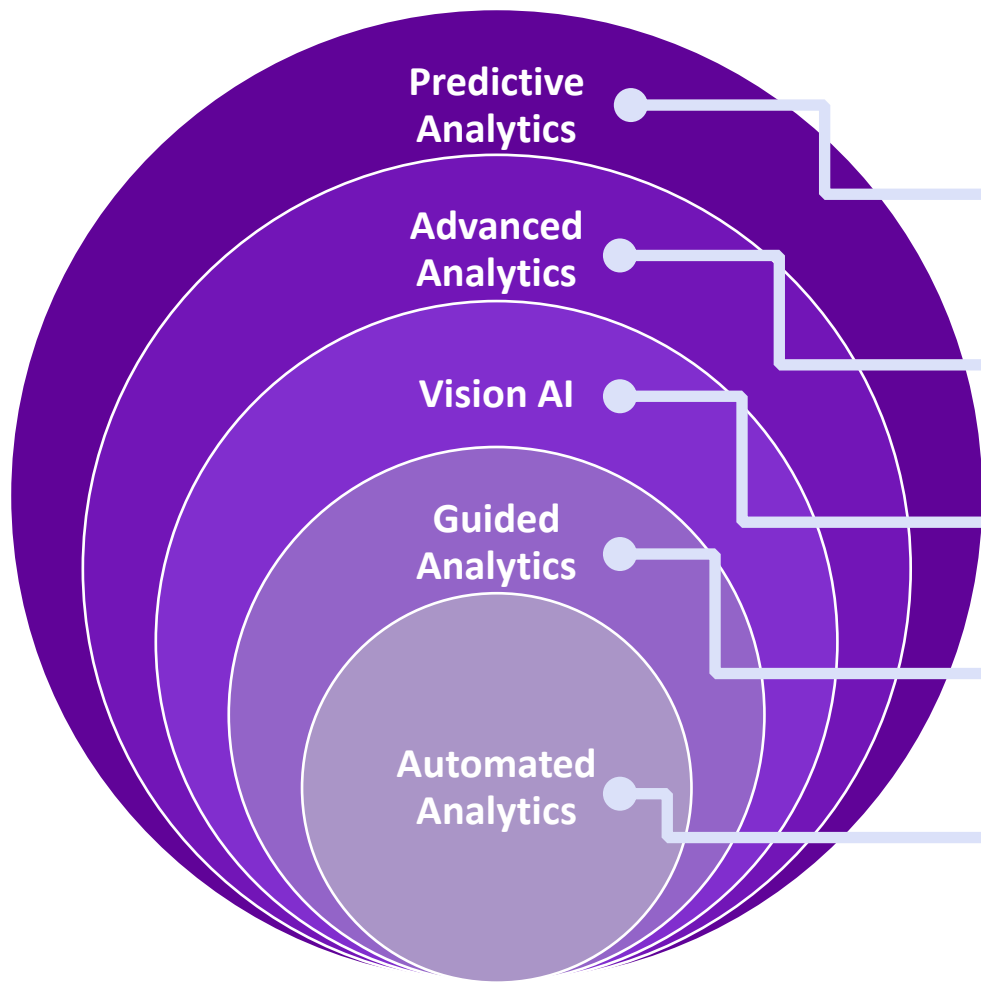 Predictive
Analytics
Advanced
Analytics
Vision AI
Guided
Analytics
Automated
Analytics